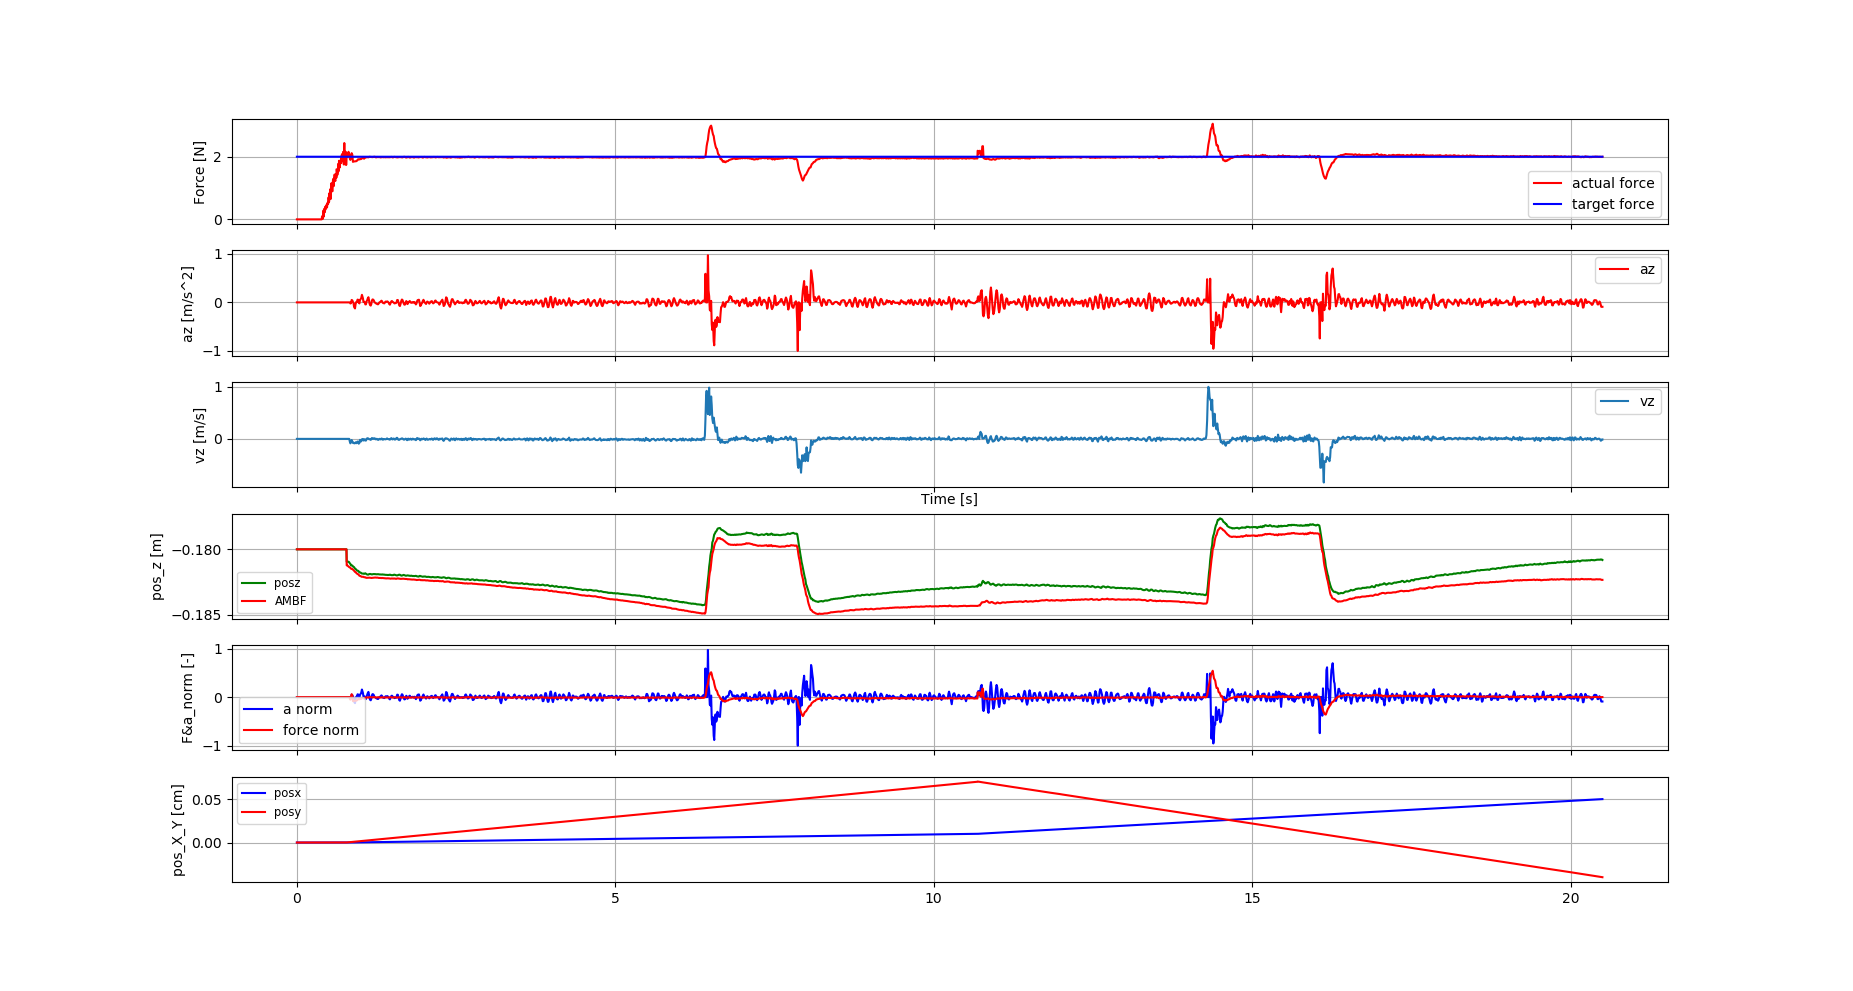 Force [N]
2
0
actual force
target force
az [m/s^2]
1
0
−1
az
vz [m/s]
1
0
vz
Time [s]
pos_z [m]
−0.180
−0.185
posz
AMBF
F&a_norm [-]
1
0
−1
a norm
force norm
pos_X_Y [cm]
0.05
0.00
posx
posy
0 5 10 15 20